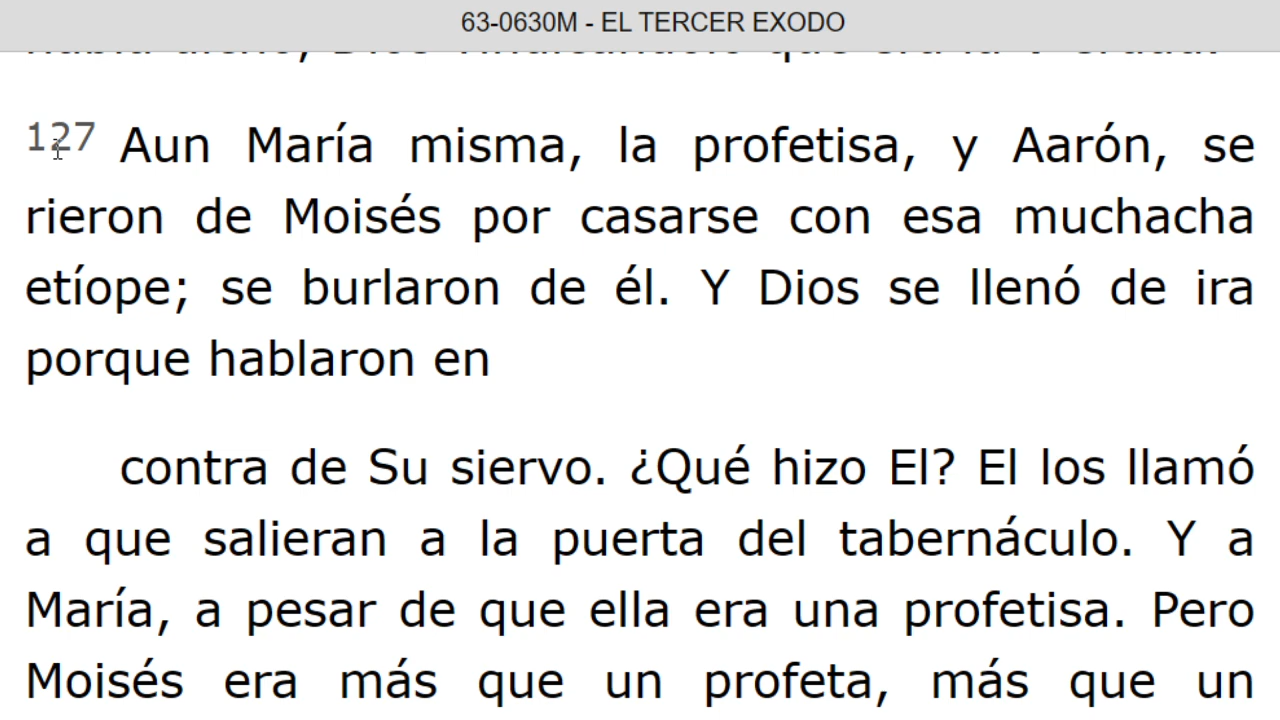 63-0630M - EL TERCER EXODO
127 Aun María misma, la profetisa, y Aarón, se
rieron de Moisés por casarse con esa muchacha
etíope; se burlaron de él. Y Dios se llenó de ira
porque hablaron en
contra de Su siervo. ¿Qué hizo El? El los llamó
a que salieran a la puerta del tabernáculo. Y a
María, a pesar de que ella era una profetisa. Pero
Moisés era más que un profeta, más que un